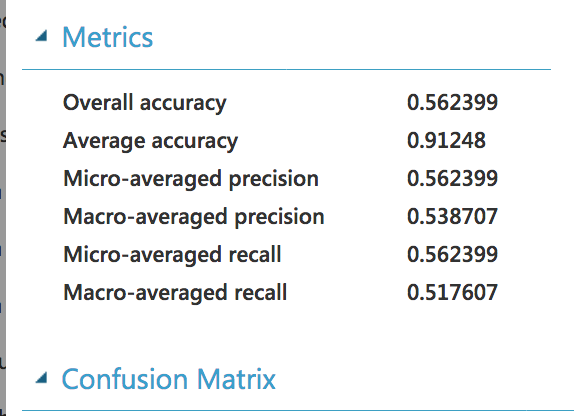 Metrics
Overall accuracy 0.562399
Average accuracy 0.91248
Micro-averaged precision 0.562399
Macro-averaged precision 0.538707
Micro-averaged recall 0.562399
Macro-averaged recall 0.517607
Confusion Matrix